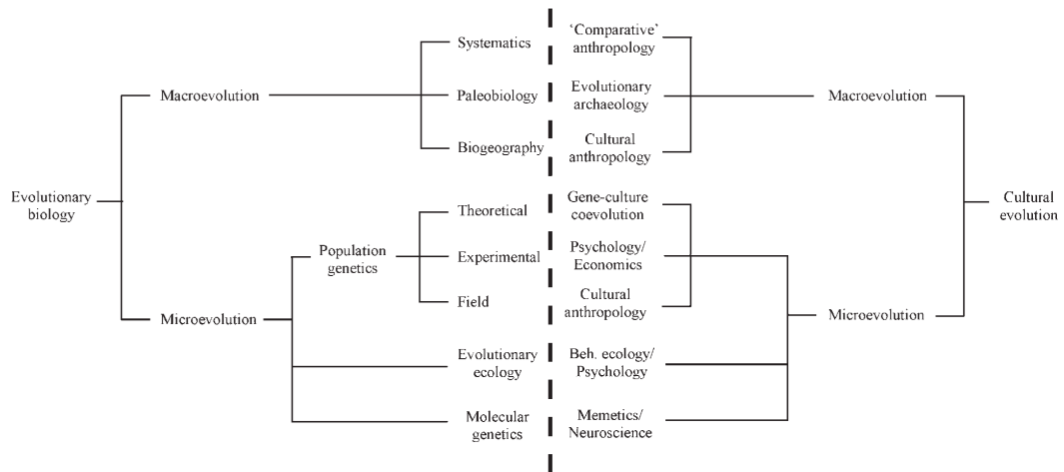 Systematics
'Comparative'
anthropology
Macroevolution
Paleobiology
Evolutionary
archaeology
Macroevolution
Biogeography
Cultural
anthropology
Evolutionary
biology
Theoretical
Gene-culture
coevolution
Cultural
evolution
Population
genetics
Experimental
Psychology/
Economics
Field
Cultural
anthropology
Microevolution
Microevolution
Evolutionary
ecology
Beh. ecology/
Psychology
Molecular
genetics
Memetics/
Neuroscience